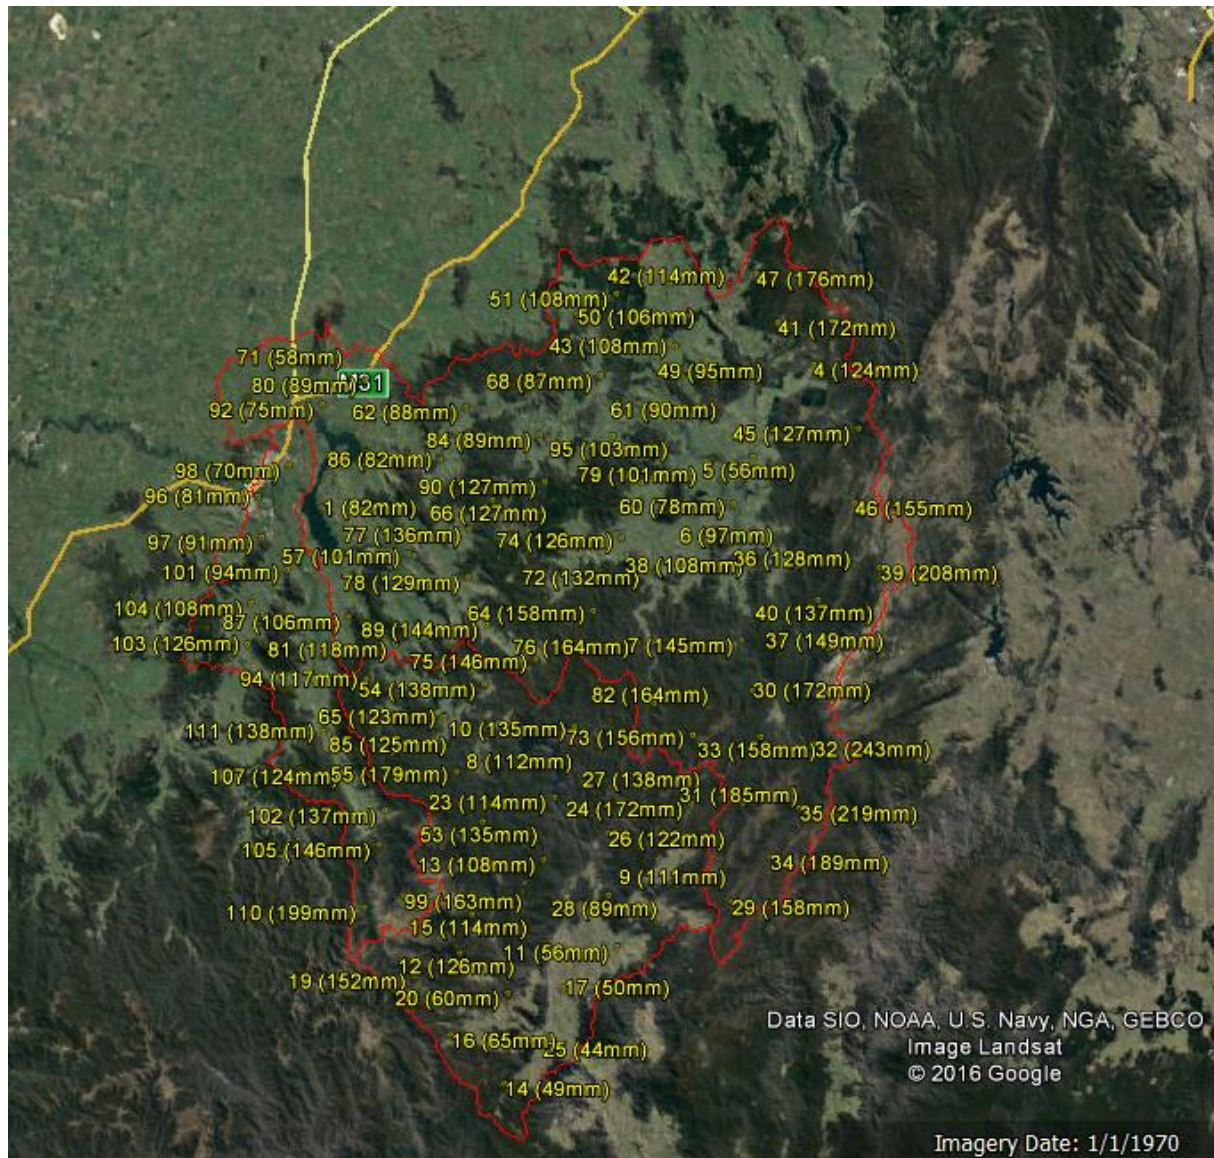 42 (114mm)
47 (176mm)
51 (108mm)
50 (106mm)
41 (172mm)
43 (108mm)
71 (58mm)
49 (95mm)
4 (124mm)
80 (89mm)
M31
68 (87mm)
92 (75mm)
62 (88mm)
61 (90mm)
84 (89mm)
45 (127mm)
95 (103mm)
86 (82mm)
98 (70mm)
79 (101mm)
5 (56mm)
90 (127mm)
96 (81mm)
1 (82mm)
66 (127mm)
60 (78mm)
46 (155mm)
77 (136mm)
6 (97mm)
97 (91mm)
74 (126mm)
57 (101mm)
36 (128mm)
38 (108mm)
101 (94mm)
39 (208mm)
78 (129mm)
72 (132mm)
104 (108mm)
64 (158mm)
40 (137mm)
87 (106mm)
89 (144mm)
103 (126mm)
37 (149mm)
81 (118mm)
76 (164mm)
7 (145mm)
75 (146mm)
94 (117mm)
54 (138mm)
30 (172mm)
82 (164mm)
65 (123mm)
111 (138mm)
10 (135mm)
73 (156mm)
85 (125mm)
33 (158mm)
32 (243mm)
8 (112mm)
107 (124mm)
55 (179mm)
27 (138mm)
31 (185mm)
23 (114mm)
24 (172mm)
102 (137mm)
35 (219mm)
53 (135mm)
26 (122mm)
105 (146mm)
13 (108mm)
34 (189mm)
9 (111mm)
99 (163mm)
110 (199mm)
28 (89mm)
29 (158mm)
15 (114mm)
11 (56mm)
12 (126mm)
19 (152mm)
17 (50mm)
20 (60mm)
16 (65mm)
25 (44mm)
14 (49mm)
Data SIO, NOAA, U.S. Navy, NGA, GEBCO
Image Landsat
© 2016 Google
Imagery Date: 1/1/1970